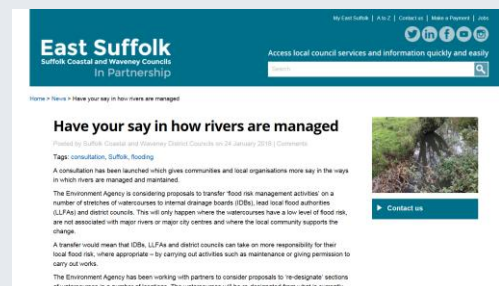 My East Suffolk | A to Z | Contact us | Make a Payment | Jobs
East Suffolk
Suffolk Coastal and Waveney Councils
In Partnership
Access local council services and information quickly and easily
Search
Home > News > Have your say in how rivers are managed
Have your say in how rivers are managed
Posted by Suffolk Coastal and Waveney District Councils on 24 January 2018 | Comments
Tags: consultation, Suffolk, flooding
A consultation has been launched which gives communities and local organisations more say in the ways
in which rivers are managed and maintained.
The Environment Agency is considering proposals to transfer 'flood risk management activities' on a
number of stretches of watercourses to internal drainage boards (IDBs), lead local flood authorities
(LLFAs) and district councils. This will only happen where the watercourses have a low level of flood risk,
are not associated with major rivers or major city centres and where the local community supports the
change.
A transfer would mean that IDBs, LLFAs and district councils can take on more responsibility for their
local flood risk, where appropriate – by carrying out activities such as maintenance or giving permission to
carry out works.
The Environment Agency has been working with partners to consider proposals to 're-designate' sections
Contact us